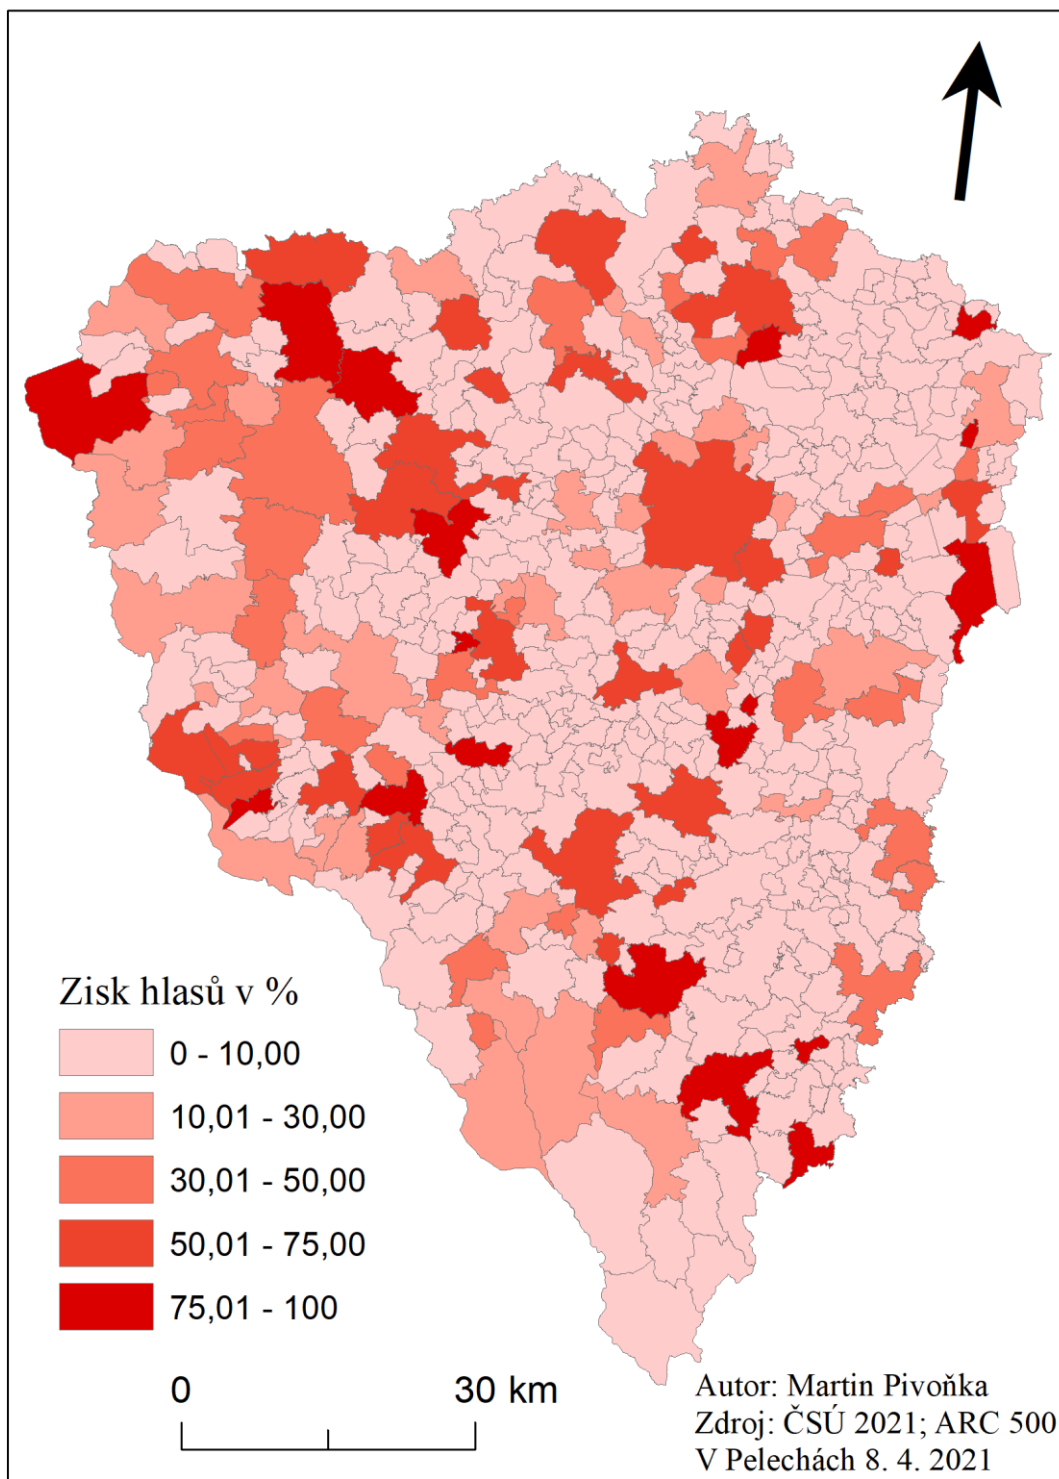 Zisk hlasů v %
0 - 10,00
10,01 - 30,00
30,01 - 50,00
50,01 - 75,00
75,01 - 100
0 30 km
Autor: Martin Pivoňka
Zdroj: ČSÚ 2021; ARC 500
V Pelechách 8. 4. 2021